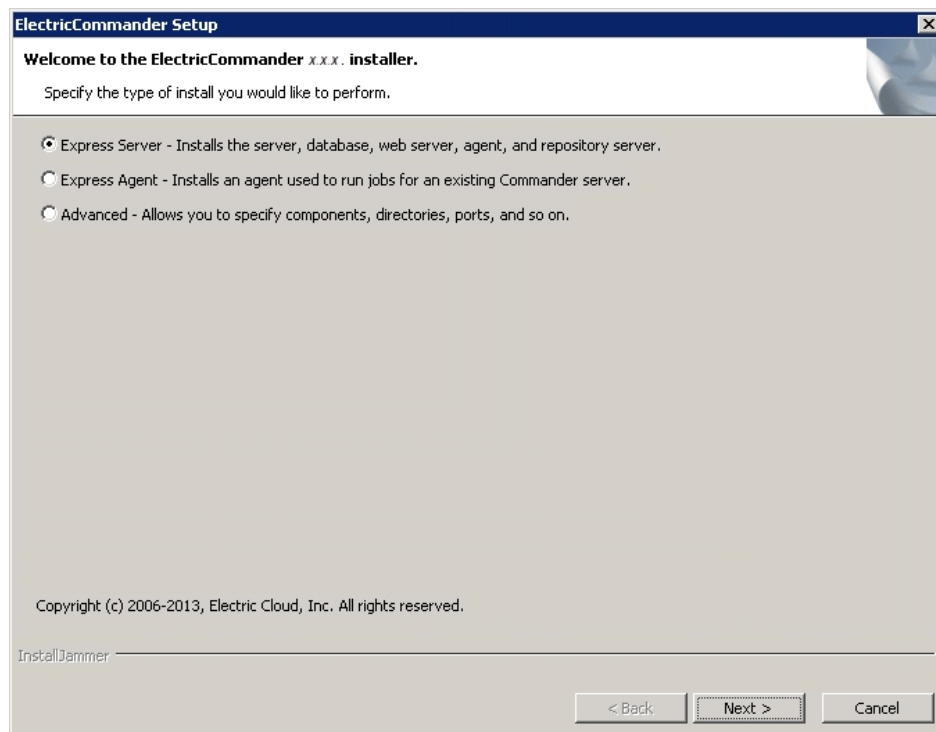 ElectricCommander Setup
Welcome to the ElectricCommander x.x.x. installer.
Specify the type of install you would like to perform.
Express Server - Installs the server, database, web server, agent, and repository server.
Express Agent - Installs an agent used to run jobs for an existing Commander server.
Advanced - Allows you to specify components, directories, ports, and so on.
Copyright (c) 2006-2013, Electric Cloud, Inc. All rights reserved.
InstallJammer
< Back Next > Cancel